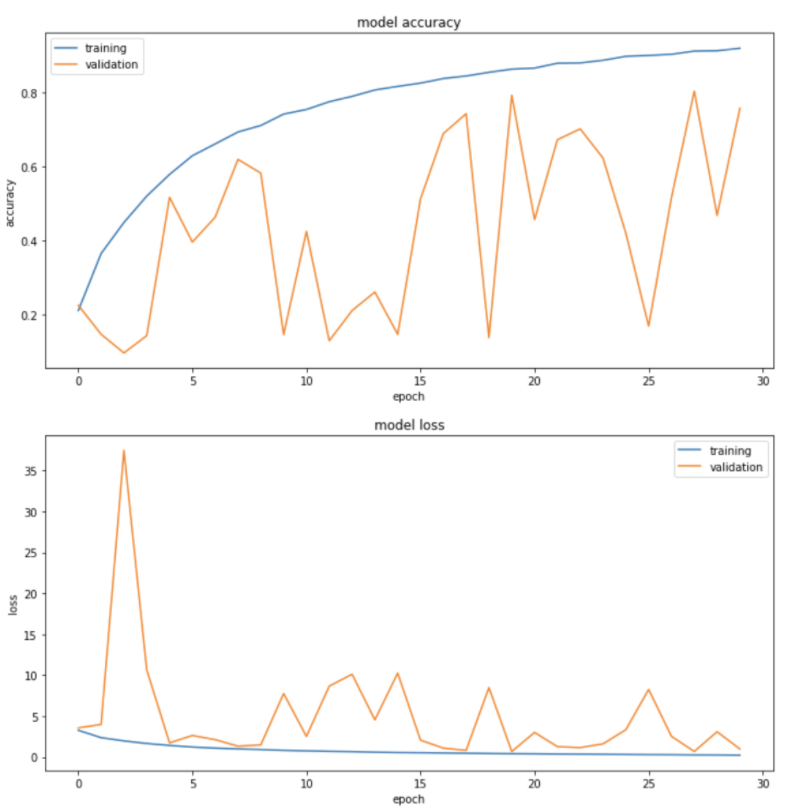 model accuracy
training
validation
0.8
0.6
0.4
0.2
accuracy
0 5 10 15 20 25 30
epoch
model loss
training
validation
35
30
25
20
15
10
5
0
loss
0 5 10 15 20 25 30
epoch